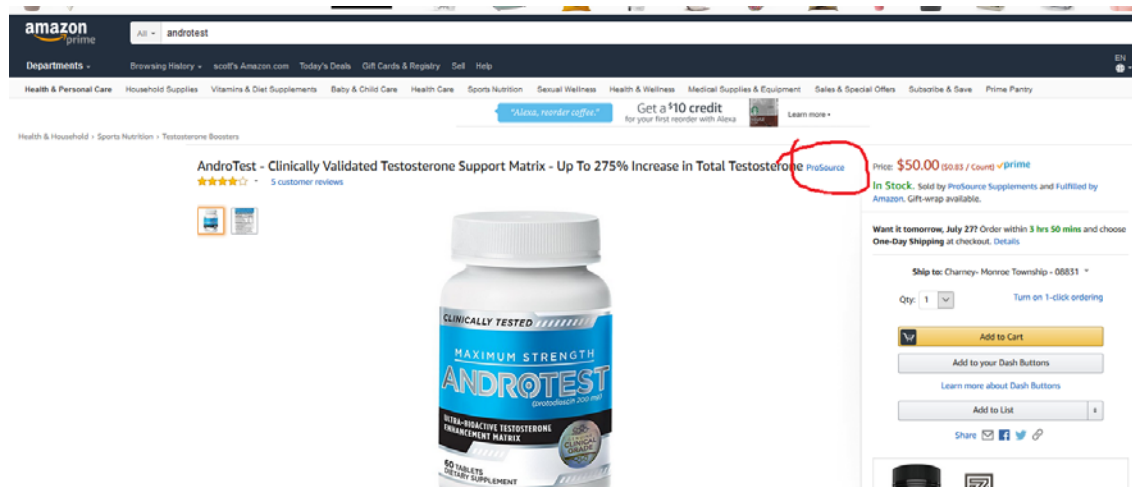 amazon
prime
All
androtest
Departments
Browsing History
scott's Amazon.com
Today's Deals
Gift Cards & Registry
Sell
Help
EN
Health & Personal Care
Household Supplies
Vitamins & Diet Supplements
Baby & Child Care
Health Care
Sports Nutrition
Sexual Wellness
Health & Wellness
Medical Supplies & Equipment
Sales & Special Offers
Subscribe & Save
Prime Pantry
"Alexa, reorder coffee."
Get a $10 credit
for your first reorder with Alexa
Learn more
Health & Household › Sports Nutrition › Testosterone Boosters
AndroTest - Clinically Validated Testosterone Support Matrix - Up To 275% Increase in Total Testosterone ProSource
5 customer reviews
Price: $50.00 ($0.83 / Count) prime
In Stock. Sold by ProSource Supplements and Fulfilled by
Amazon. Gift-wrap available.
Want it tomorrow, July 27? Order within 3 hrs 50 mins and choose
One-Day Shipping at checkout. Details
Ship to: Charney- Monroe Township - 08831
Qty: 1
Turn on 1-click ordering
Add to Cart
Add to your Dash Buttons
Learn more about Dash Buttons
Add to List
Share
CLINICALLY TESTED
MAXIMUM STRENGTH
ANDROTEST
(protodioscin 200 mg)
ULTRA-BIOACTIVE TESTOSTERONE
ENHANCEMENT MATRIX
CLINICAL
GRADE
60 TABLETS
DIETARY SUPPLEMENT